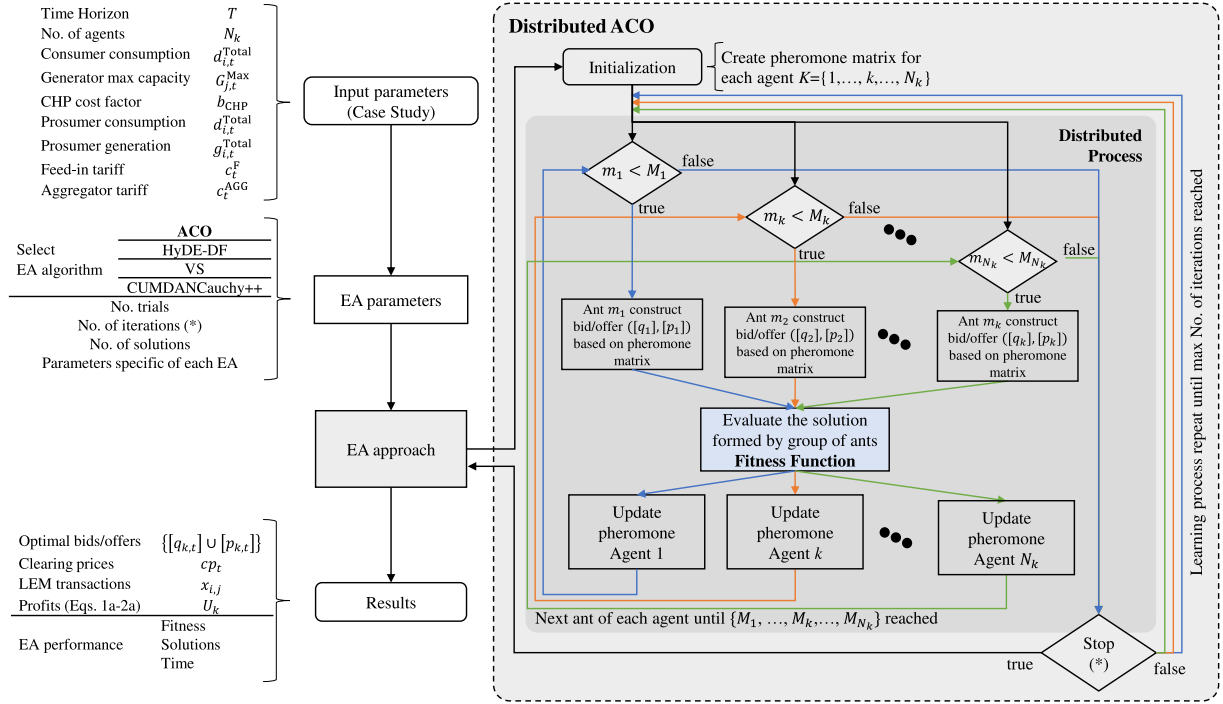 Time Horizon T
No. of agents N_k
Consumer consumption d_{i,t}^{Total}
Generator max capacity G_{j,t}^{Max}
CHP cost factor b_{CHP}
Prosumer consumption d_{i,t}^{Total}
Prosumer generation g_{i,t}^{Total}
Feed-in tariff c_t^F
Aggregator tariff c_t^{AGG}
Select
EA algorithm
ACO
HyDE-DF
VS
CUMDANCauchy++
No. trials
No. of iterations (*)
No. of solutions
Parameters specific of each EA
Optimal bids/offers {[q_{k,t}] ∪ [p_{k,t}]}
Clearing prices cp_t
LEM transactions x_{i,j}
Profits (Eqs. 1a-2a) U_k
EA performance
Fitness
Solutions
Time
Input parameters
(Case Study)
EA parameters
EA approach
Results
Distributed ACO
Initialization
Create pheromone matrix for
each agent K={1,…, k,…, N_k}
Distributed
Process
m_1 < M_1
false
true
m_k < M_k
false
true
m_{N_k} < M_{N_k}
false
true
Ant m_1 construct
bid/offer ([q_1], [p_1])
based on pheromone
matrix
Ant m_2 construct
bid/offer ([q_2], [p_2])
based on pheromone
matrix
Ant m_k construct
bid/offer ([q_k], [p_k])
based on pheromone
matrix
Evaluate the solution
formed by group of ants
Fitness Function
Update
pheromone
Agent 1
Update
pheromone
Agent k
Update
pheromone
Agent N_k
Next ant of each agent until {M_1, …, M_k,…, M_{N_k}} reached
Stop
(*)
true
false
Learning process repeat until max No. of iterations reached